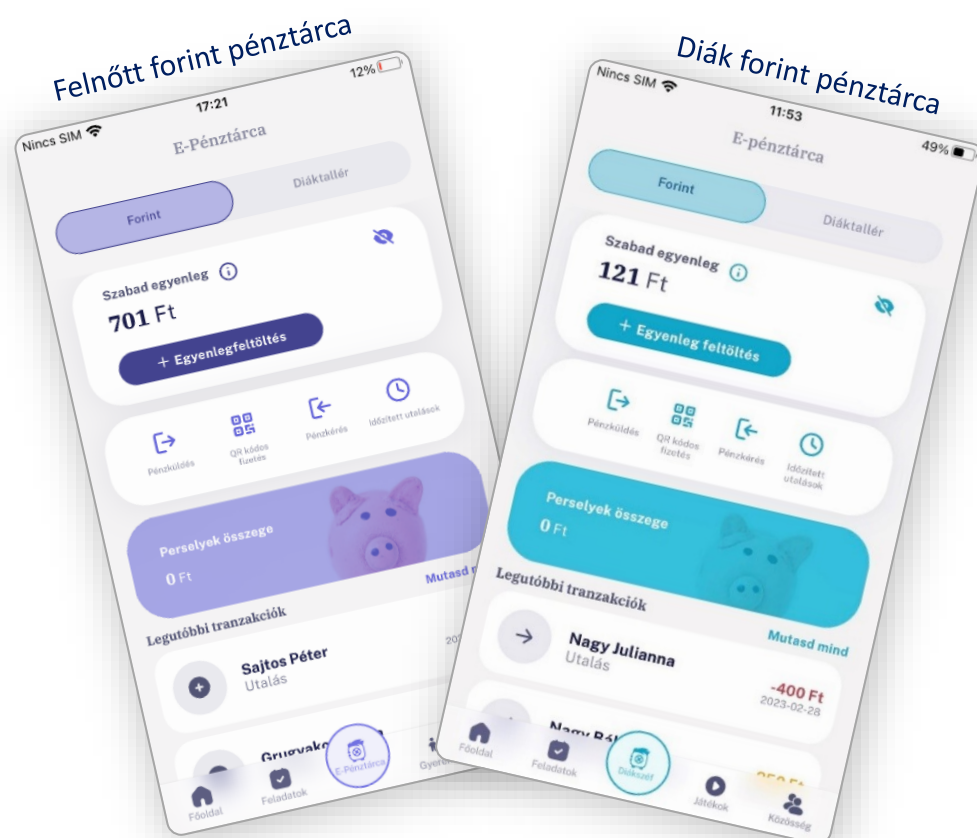 Felnőtt forint pénztárca
Nincs SIM
17:21
12%
E-Pénztárca
Forint
Diáktallér
Szabad egyenleg
701 Ft
+ Egyenlegfeltöltés
Pénzküldés
QR kódos
fizetés
Pénzkérés
Időzített utalások
Perselyek összege
0 Ft
Legutóbbi tranzakciók
Mutasd
Sajtos Péter
Utalás
Főoldal
Feladatok
E-Pénztárca
Diák forint pénztárca
Nincs SIM
11:53
49%
E-pénztárca
Forint
Diáktallér
Szabad egyenleg
121 Ft
+ Egyenleg feltöltés
Pénzküldés
QR kódos
fizetés
Pénzkérés
Időzített
utalások
Perselyek összege
0 Ft
Legutóbbi tranzakciók
Mutasd mind
Nagy Julianna
Utalás
-400 Ft
2023-02-28
Nagy
Főoldal
Feladatok
Diákszéf
Játékok
Közösség